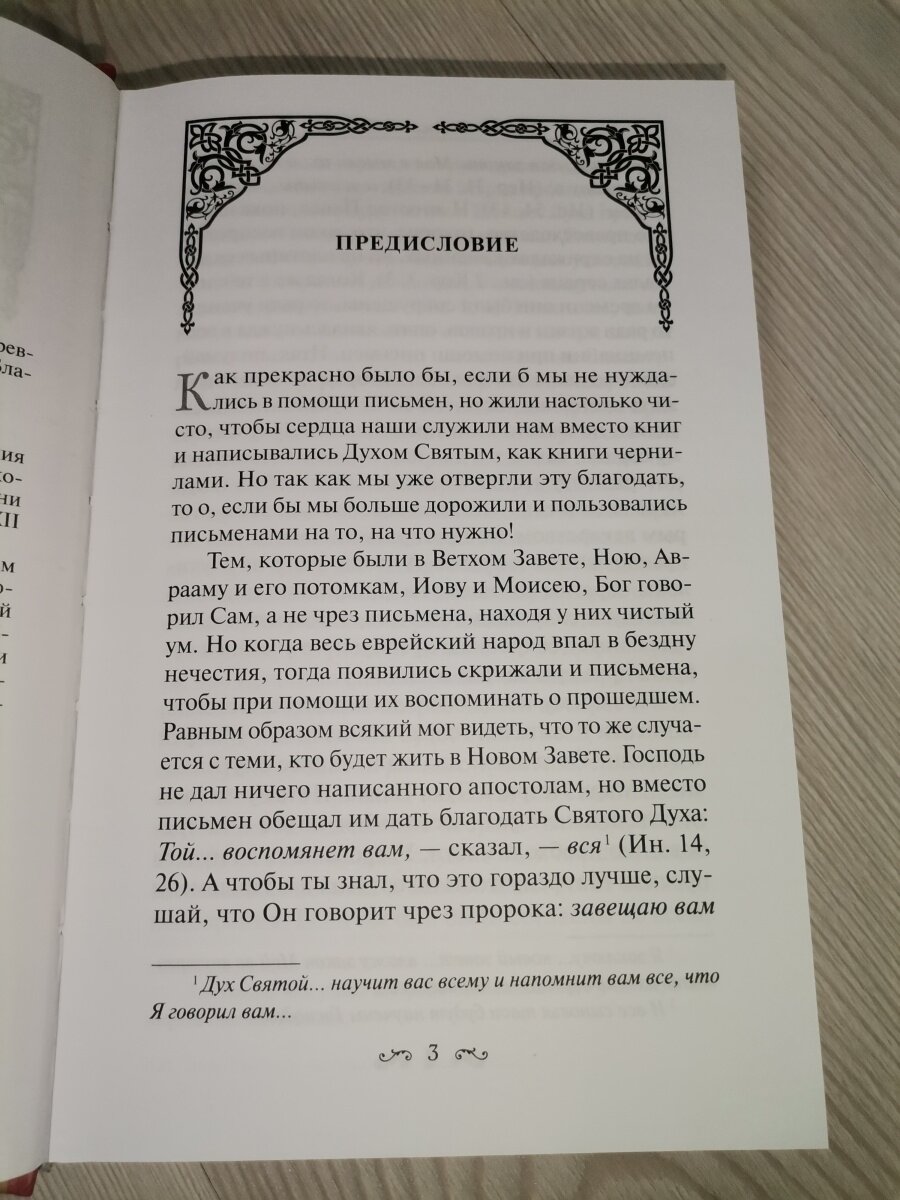 рев-
бла-
ния
хо-
ни
XII
м
о-
й
-
и
-
-
ПРЕДИСЛОВИЕ
Как прекрасно было бы, если б мы не нужда-
лись в помощи письмен, но жили настолько чи-
сто, чтобы сердца наши служили нам вместо книг
и написывались Духом Святым, как книги черни-
лами. Но так как мы уже отвергли эту благодать,
то о, если бы мы больше дорожили и пользовались
письменами на то, на что нужно!
Тем, которые были в Ветхом Завете, Ною, Ав-
рааму и его потомкам, Иову и Моисею, Бог гово-
рил Сам, а не чрез письмена, находя у них чистый
ум. Но когда весь еврейский народ впал в бездну
нечестия, тогда появились скрижали и письмена,
чтобы при помощи их воспоминать о прошедшем.
Равным образом всякий мог видеть, что то же случа-
ется с теми, кто будет жить в Новом Завете. Господь
не дал ничего написанного апостолам, но вместо
письмен обещал им дать благодать Святого Духа:
Той... воспомянет вам, — сказал, — вся¹ (Ин. 14,
26). А чтобы ты знал, что это гораздо лучше, слу-
шай, что Он говорит чрез пророка: завещаю вам
¹ Дух Святой... научит вас всему и напомнит вам все, что
Я говорил вам...
3